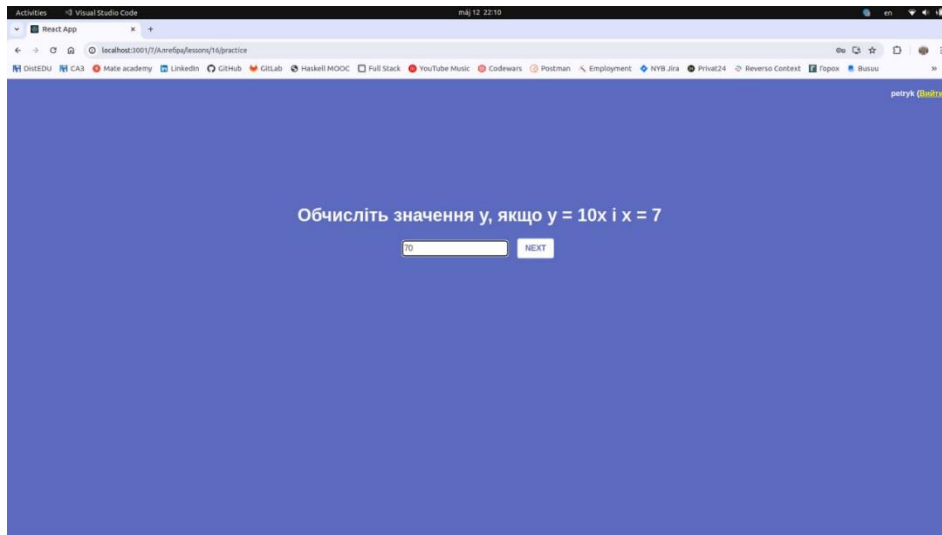 Activities Visual Studio Code máj 12 22:10 en
React App
localhost:3001/7/Алгебра/lessons/16/practice
DistEDU CA3 Mate academy Linkedin GitHub GitLab Haskell MOOC Full Stack YouTube Music Codewars Postman Employment NYB Jira Privat24 Reverso Context Горох Busuu »
petryk (Вийти
Обчисліть значення y, якщо y = 10x і x = 7
70 NEXT